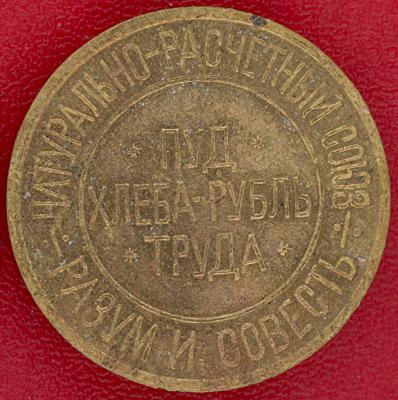 НАТУРАЛЬНО-РАСЧЕТНЫЙ СОЮЗ
ПУД
ХЛЕБА-РУБЛЬ
ТРУДА
РАЗУМ И СОВЕСТЬ